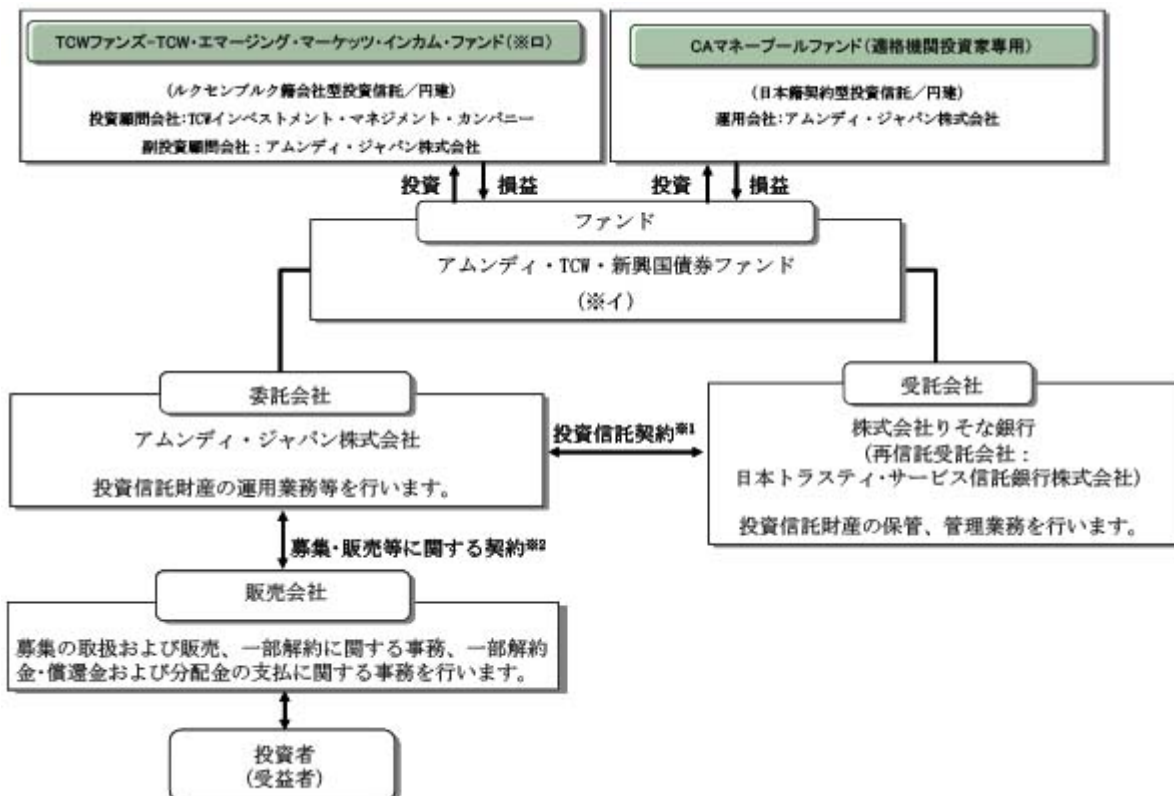 TCWファンズ-TCW・エマージング・マーケッツ・インカム・ファンド(※ロ)
(ルクセンブルク籍会社型投資信託／円建)
投資顧問会社:TCWインベストメント・マネジメント・カンパニー
副投資顧問会社：アムンディ・ジャパン株式会社
CAマネープールファンド(適格機関投資家専用)
(日本籍契約型投資信託／円建)
運用会社:アムンディ・ジャパン株式会社
投資
損益
投資
損益
ファンド
アムンディ・TCW・新興国債券ファンド
(※イ)
委託会社
アムンディ・ジャパン株式会社
投資信託財産の運用業務等を行います。
投資信託契約※1
受託会社
株式会社りそな銀行
(再信託受託会社：
日本トラスティ・サービス信託銀行株式会社)
投資信託財産の保管、管理業務を行います。
募集・販売等に関する契約※2
販売会社
募集の取扱および販売、一部解約に関する事務、一部解約
金・償還金および分配金の支払に関する事務を行います。
投資者
(受益者)